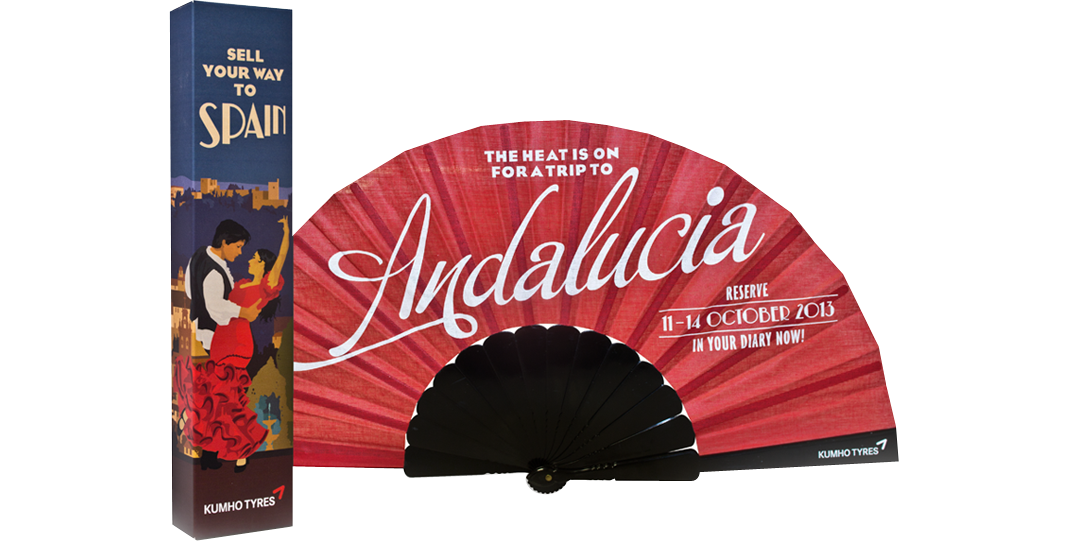 SELL
YOUR WAY
TO
SPAIN
KUMHO TYRES
THE HEAT IS ON
FOR A TRIP TO
Andalucia
RESERVE
11-14 OCTOBER 2013
IN YOUR DIARY NOW!
KUMHO TYRES